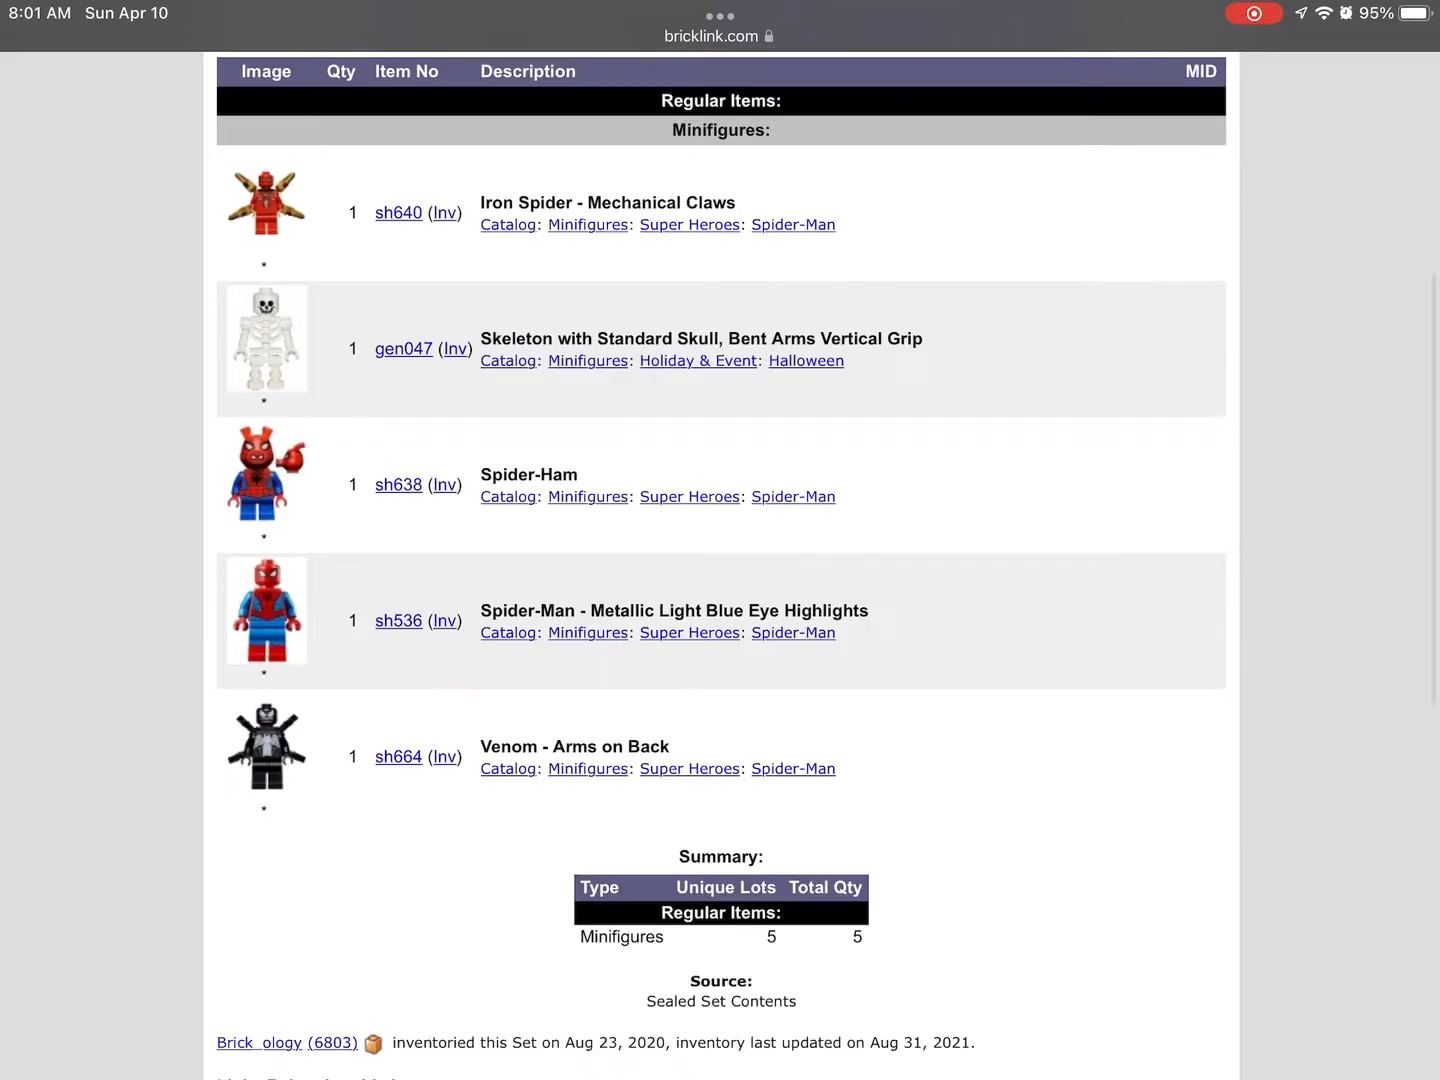 8:01 AM Sun Apr 10
95%
bricklink.com
Image Qty Item No Description MID
Regular Items:
Minifigures:
1 sh640 (Inv) Iron Spider - Mechanical Claws
Catalog: Minifigures: Super Heroes: Spider-Man
*
1 gen047 (Inv) Skeleton with Standard Skull, Bent Arms Vertical Grip
Catalog: Minifigures: Holiday & Event: Halloween
*
1 sh638 (Inv) Spider-Ham
Catalog: Minifigures: Super Heroes: Spider-Man
*
1 sh536 (Inv) Spider-Man - Metallic Light Blue Eye Highlights
Catalog: Minifigures: Super Heroes: Spider-Man
*
1 sh664 (Inv) Venom - Arms on Back
Catalog: Minifigures: Super Heroes: Spider-Man
*
Summary:
Type Unique Lots Total Qty
Regular Items:
Minifigures 5 5
Source:
Sealed Set Contents
Brick_ology (6803) inventoried this Set on Aug 23, 2020, inventory last updated on Aug 31, 2021.